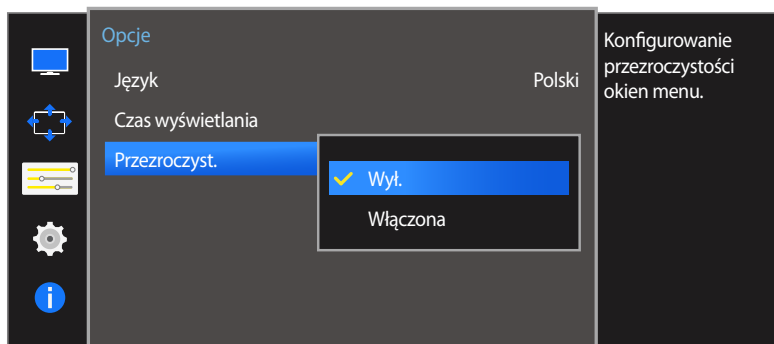 Opcje
Język Polski
Czas wyświetlania
Przezroczyst.
Wył.
Włączona
Konfigurowanie
przezroczystości
okien menu.